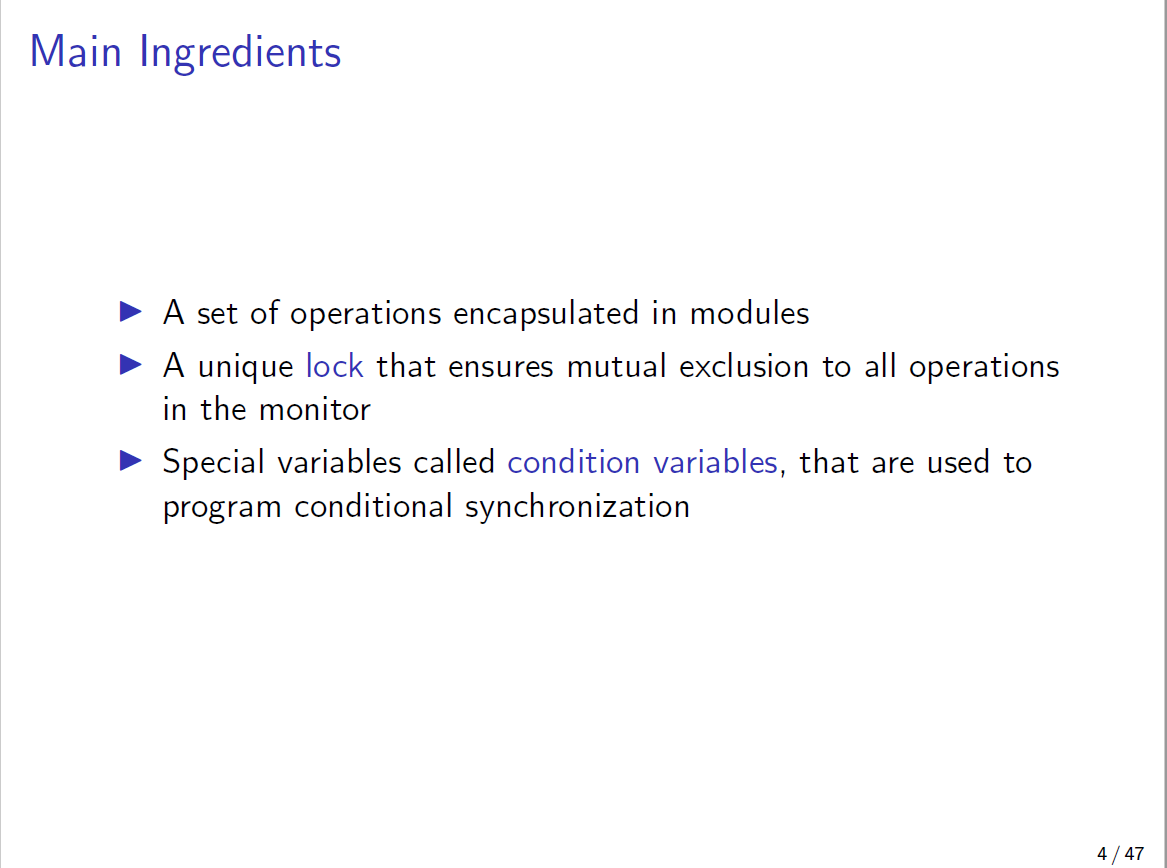 Main Ingredients
▶ A set of operations encapsulated in modules
▶ A unique lock that ensures mutual exclusion to all operations
in the monitor
▶ Special variables called condition variables, that are used to
program conditional synchronization
4 / 47